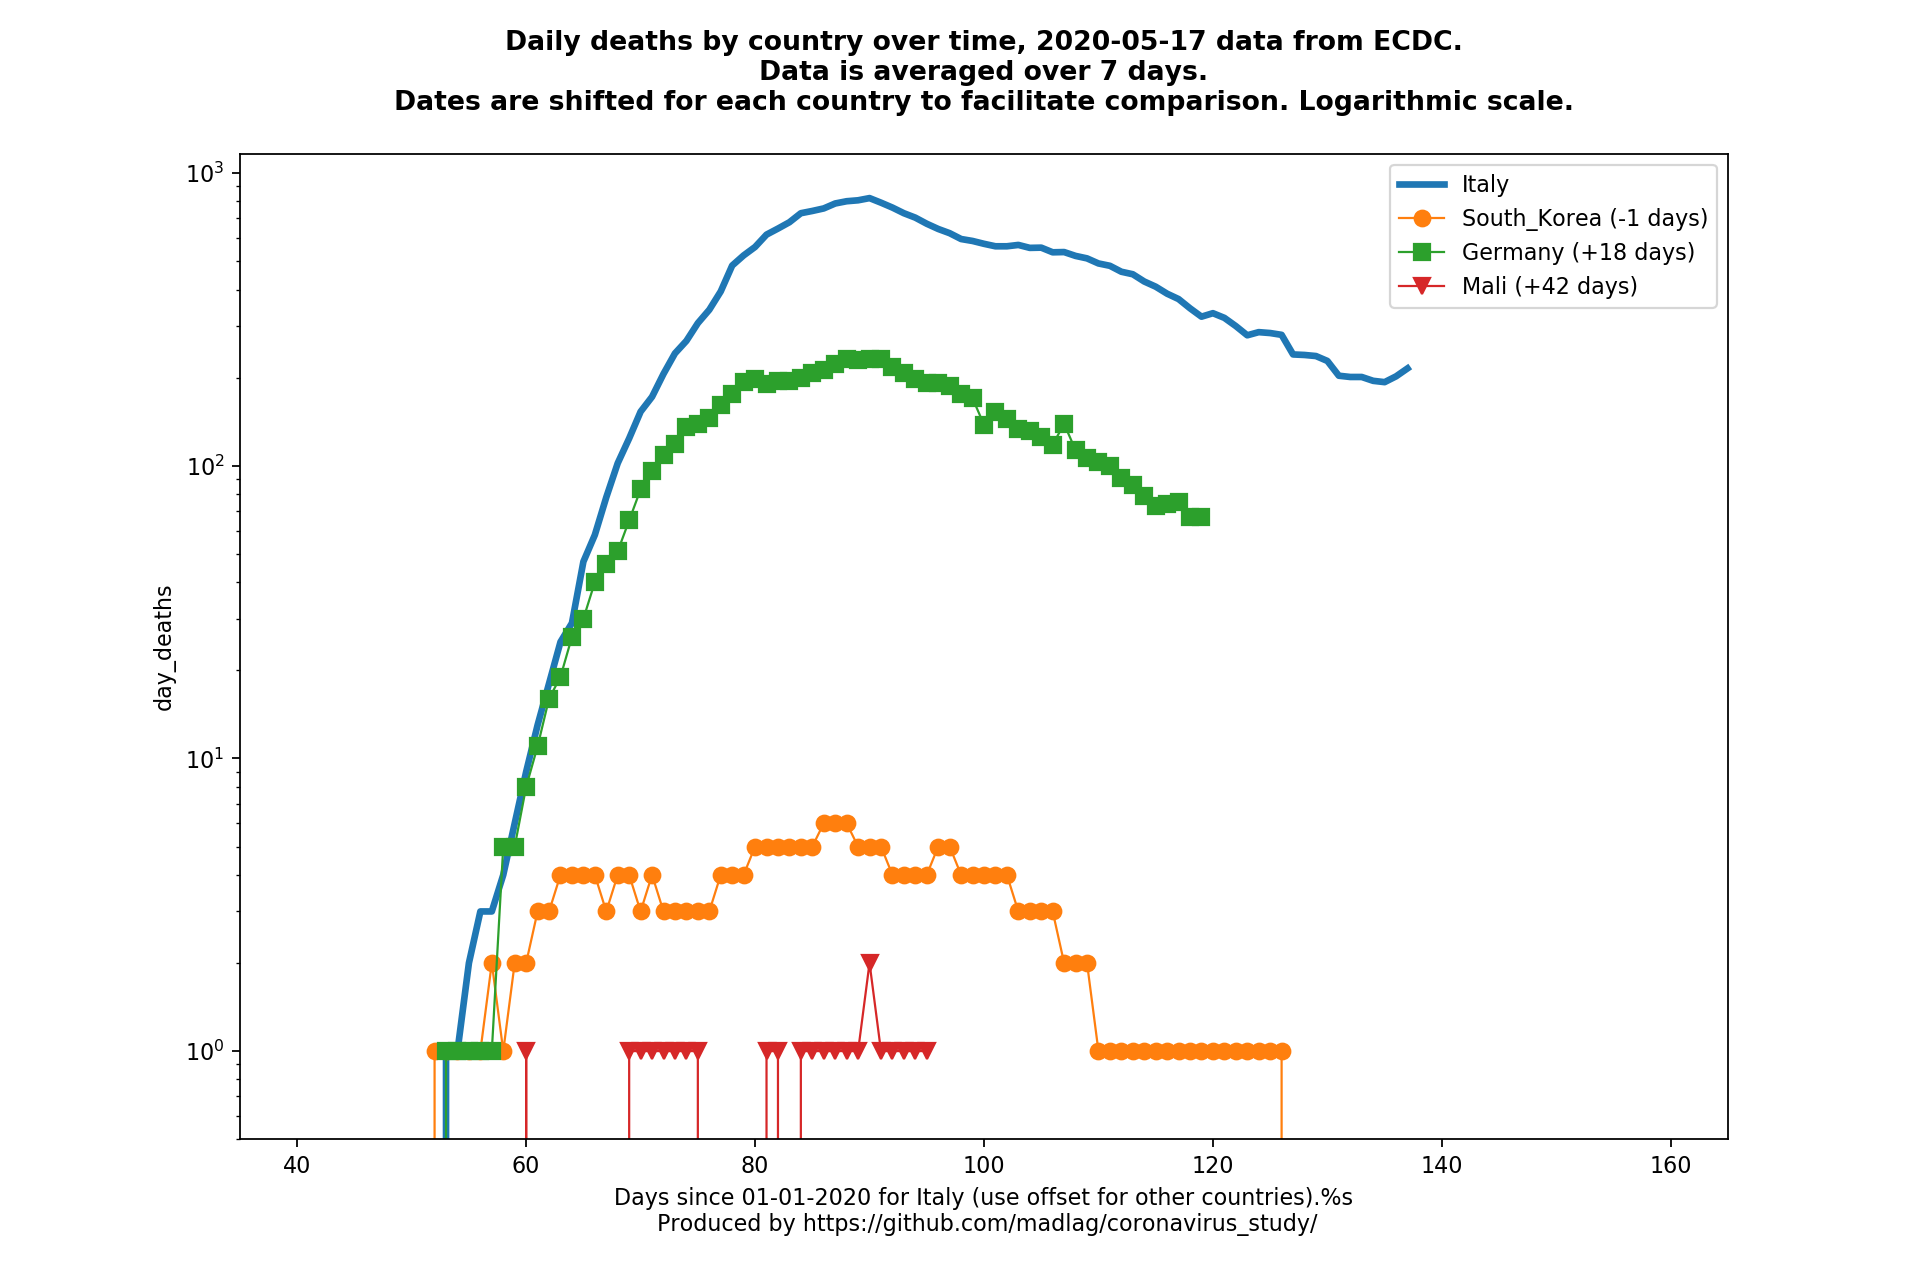 Daily deaths by country over time, 2020-05-17 data from ECDC.
Data is averaged over 7 days.
Dates are shifted for each country to facilitate comparison. Logarithmic scale.
10³
10²
10¹
10⁰
day_deaths
Italy
South_Korea (-1 days)
Germany (+18 days)
Mali (+42 days)
40 60 80 100 120 140 160
Days since 01-01-2020 for Italy (use offset for other countries).%s
Produced by https://github.com/madlag/coronavirus_study/